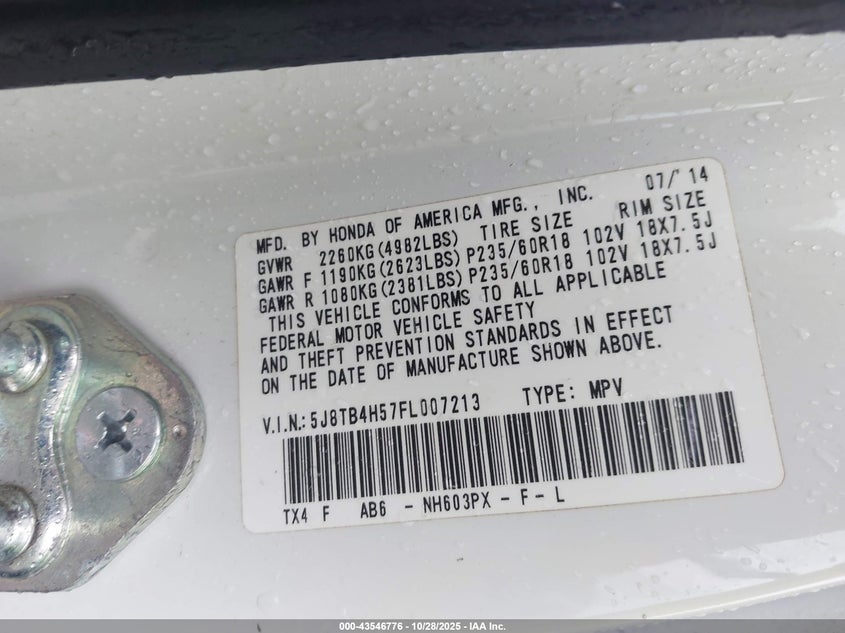 MFD. BY HONDA OF AMERICA MFG., INC. 07/'14
GVWR 2260KG(4982LBS) TIRE SIZE RIM SIZE
GAWR F 1190KG(2623LBS) P235/60R18 102V 18X7.5J
GAWR R 1080KG(2381LBS) P235/60R18 102V 18X7.5J
THIS VEHICLE CONFORMS TO ALL APPLICABLE
FEDERAL MOTOR VEHICLE SAFETY
AND THEFT PREVENTION STANDARDS IN EFFECT
ON THE DATE OF MANUFACTURE SHOWN ABOVE.
V.I.N.:5J8TB4H57FL007213 TYPE: MPV
TX4 F AB6 - NH603PX - F - L
000-43546776 | 10/28/2025 - IAA Inc.